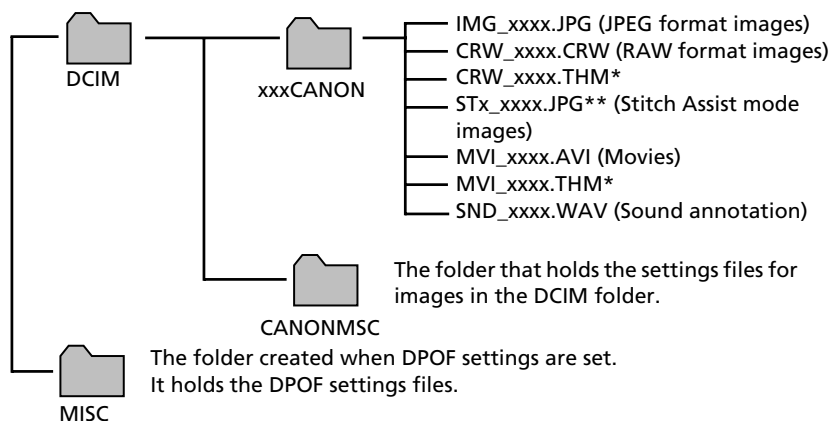 DCIM
xxxCANON
IMG_xxxx.JPG (JPEG format images)
CRW_xxxx.CRW (RAW format images)
CRW_xxxx.THM*
STx_xxxx.JPG** (Stitch Assist mode
images)
MVI_xxxx.AVI (Movies)
MVI_xxxx.THM*
SND_xxxx.WAV (Sound annotation)
CANONMSC
The folder that holds the settings files for
images in the DCIM folder.
MISC
The folder created when DPOF settings are set.
It holds the DPOF settings files.